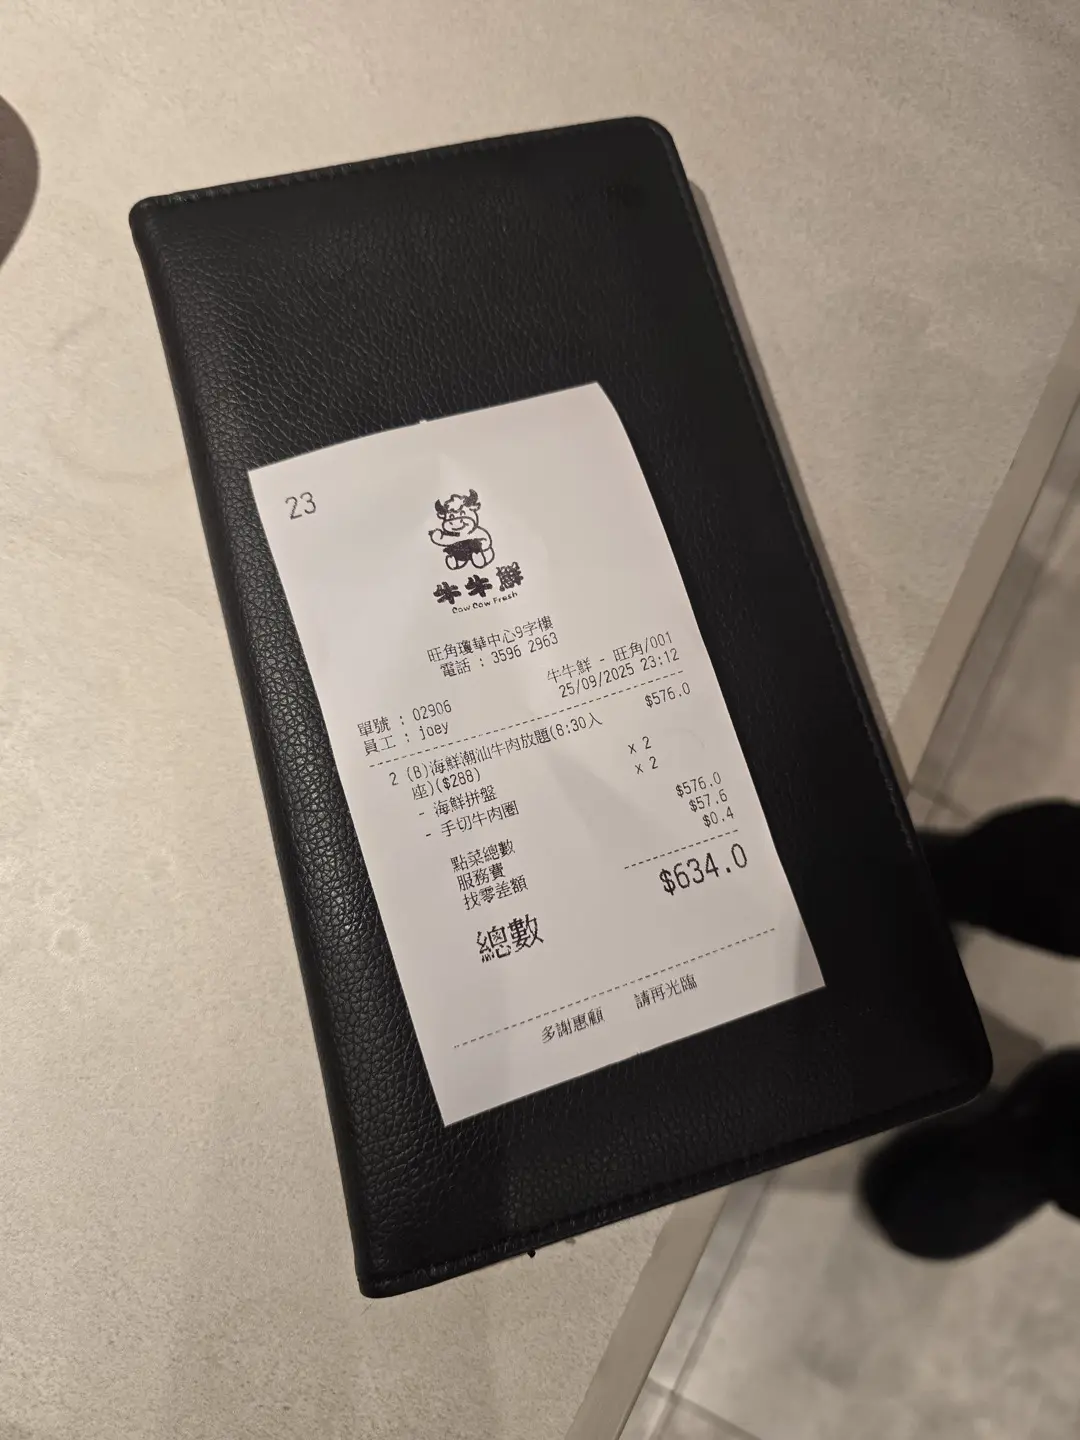 23
牛牛鮮
Cow Cow Fresh
旺角瓊華中心9字樓
電話 : 3596 2963
牛牛鮮 - 旺角/001
單號 : 02906 25/09/2025 23:12
員工 : joey
2 (B)海鮮潮汕牛肉放題(8:30入 $576.0
座)($288)
- 海鮮拼盤 x 2
- 手切牛肉圈 x 2
點菜總數 $576.0
服務費 $57.6
找零差額 $0.4
總數 $634.0
多謝惠顧 請再光臨